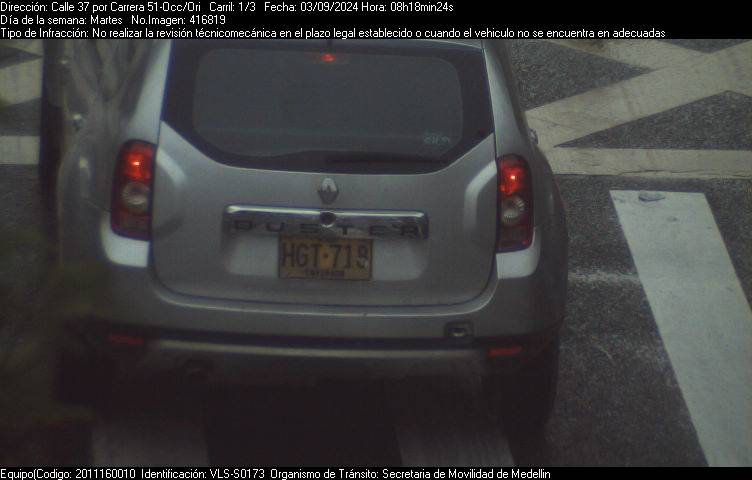 Dirección: Calle 37 por Carrera 51-Occ/Ori Carril: 1/3 Fecha: 03/09/2024 Hora: 08h18min24s
Día de la semana: Martes No.Imagen: 416819
Tipo de Infracción: No realizar la revisión técnicomecánica en el plazo legal establecido o cuando el vehiculo no se encuentra en adecuadas
DUSTER
HGT·719
Equipo(Codigo: 2011160010 Identificación: VLS-S0173 Organismo de Tránsito: Secretaria de Movilidad de Medellin